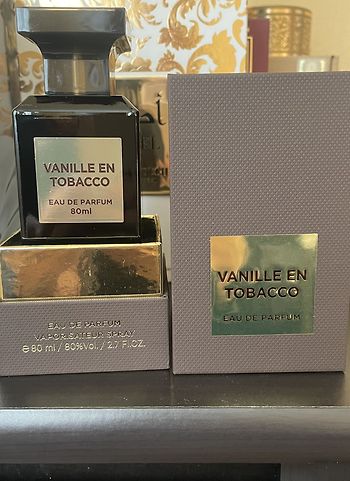 VANILLE EN
TOBACCO
EAU DE PARFUM
80ml
EAU DE PARFUM
VAPORISATEUR SPRAY
℮ 80 ml / 80%Vol. / 2.7 Fl.OZ.
VANILLE EN
TOBACCO
EAU DE PARFUM